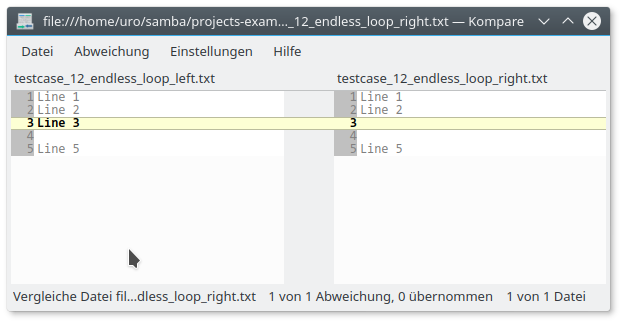 file:///home/uro/samba/projects-exam..._12_endless_loop_right.txt — Kompare
Datei Abweichung Einstellungen Hilfe
testcase_12_endless_loop_left.txt testcase_12_endless_loop_right.txt
1 Line 1 1 Line 1
2 Line 2 2 Line 2
3 Line 3 3
4 4
5 Line 5 5 Line 5
Vergleiche Datei fil...dless_loop_right.txt 1 von 1 Abweichung, 0 übernommen 1 von 1 Datei